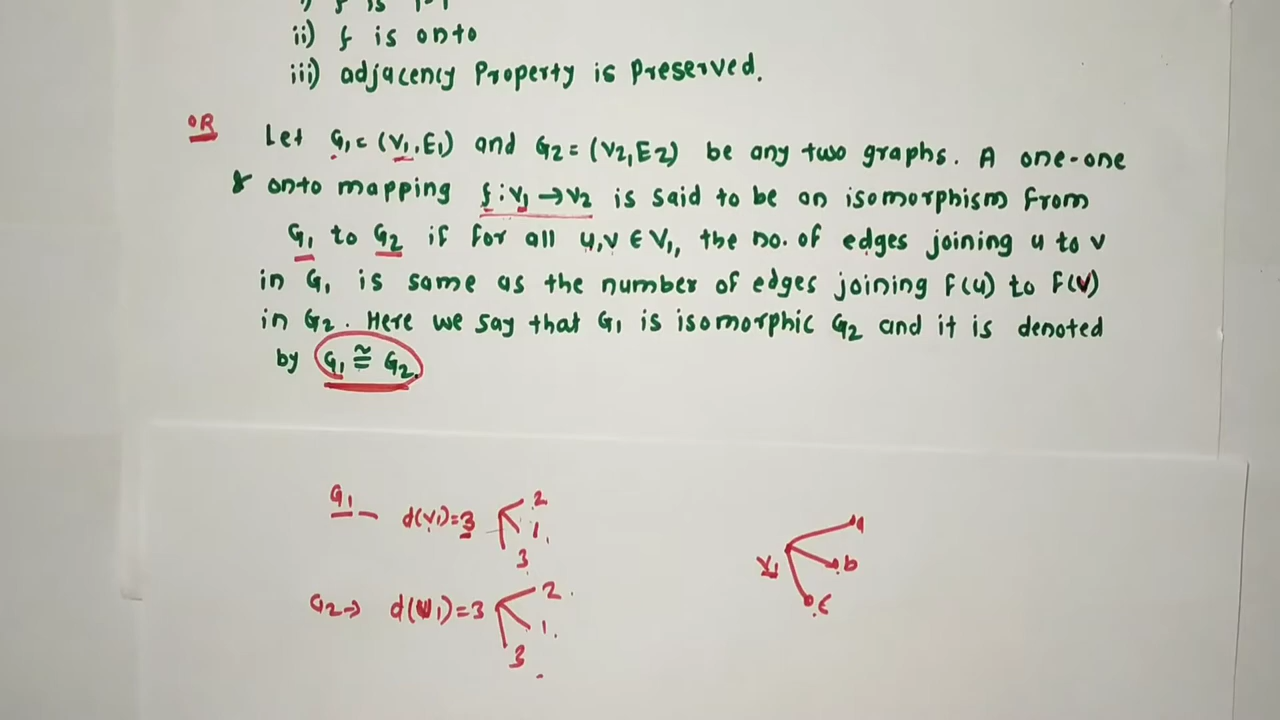 i) f is 1-1
ii) f is onto
iii) adjacency Property is Preserved.
OR
Let G1 = (V1, E1) and G2 = (V2, E2) be any two graphs. A one-one
& onto mapping f : V1 → V2 is said to be an isomorphism from
G1 to G2 if for all u,v ∈ V1, the no. of edges joining u to v
in G1 is same as the number of edges joining f(u) to f(v)
in G2. Here we say that G1 is isomorphic G2 and it is denoted
by G1 ≅ G2.
G1 – d(v1)=3
2
1.
3
G2 → d(u1)=3
2
1.
3
v1
a
b
c